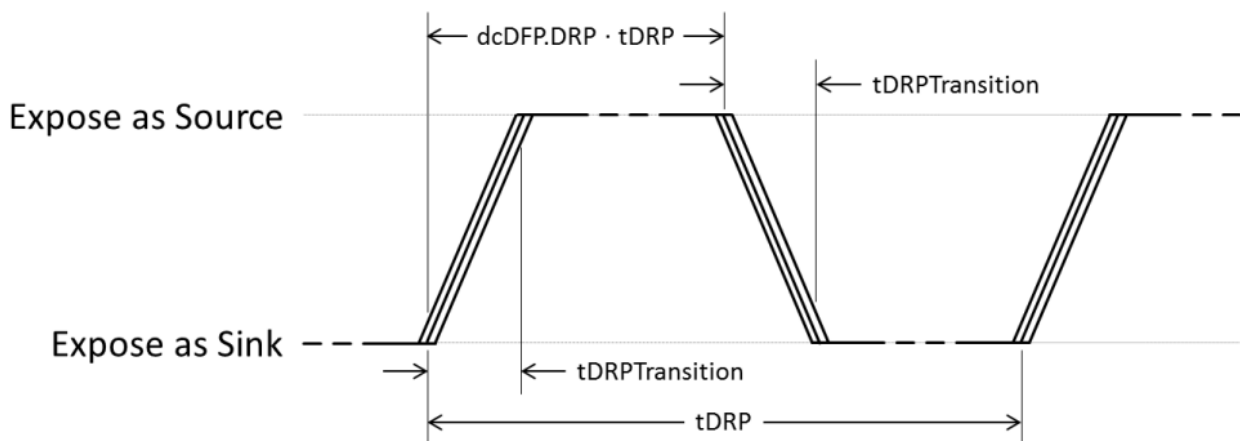 dcDFP.DRP · tDRP
tDRPTransition
Expose as Source
Expose as Sink
tDRPTransition
tDRP